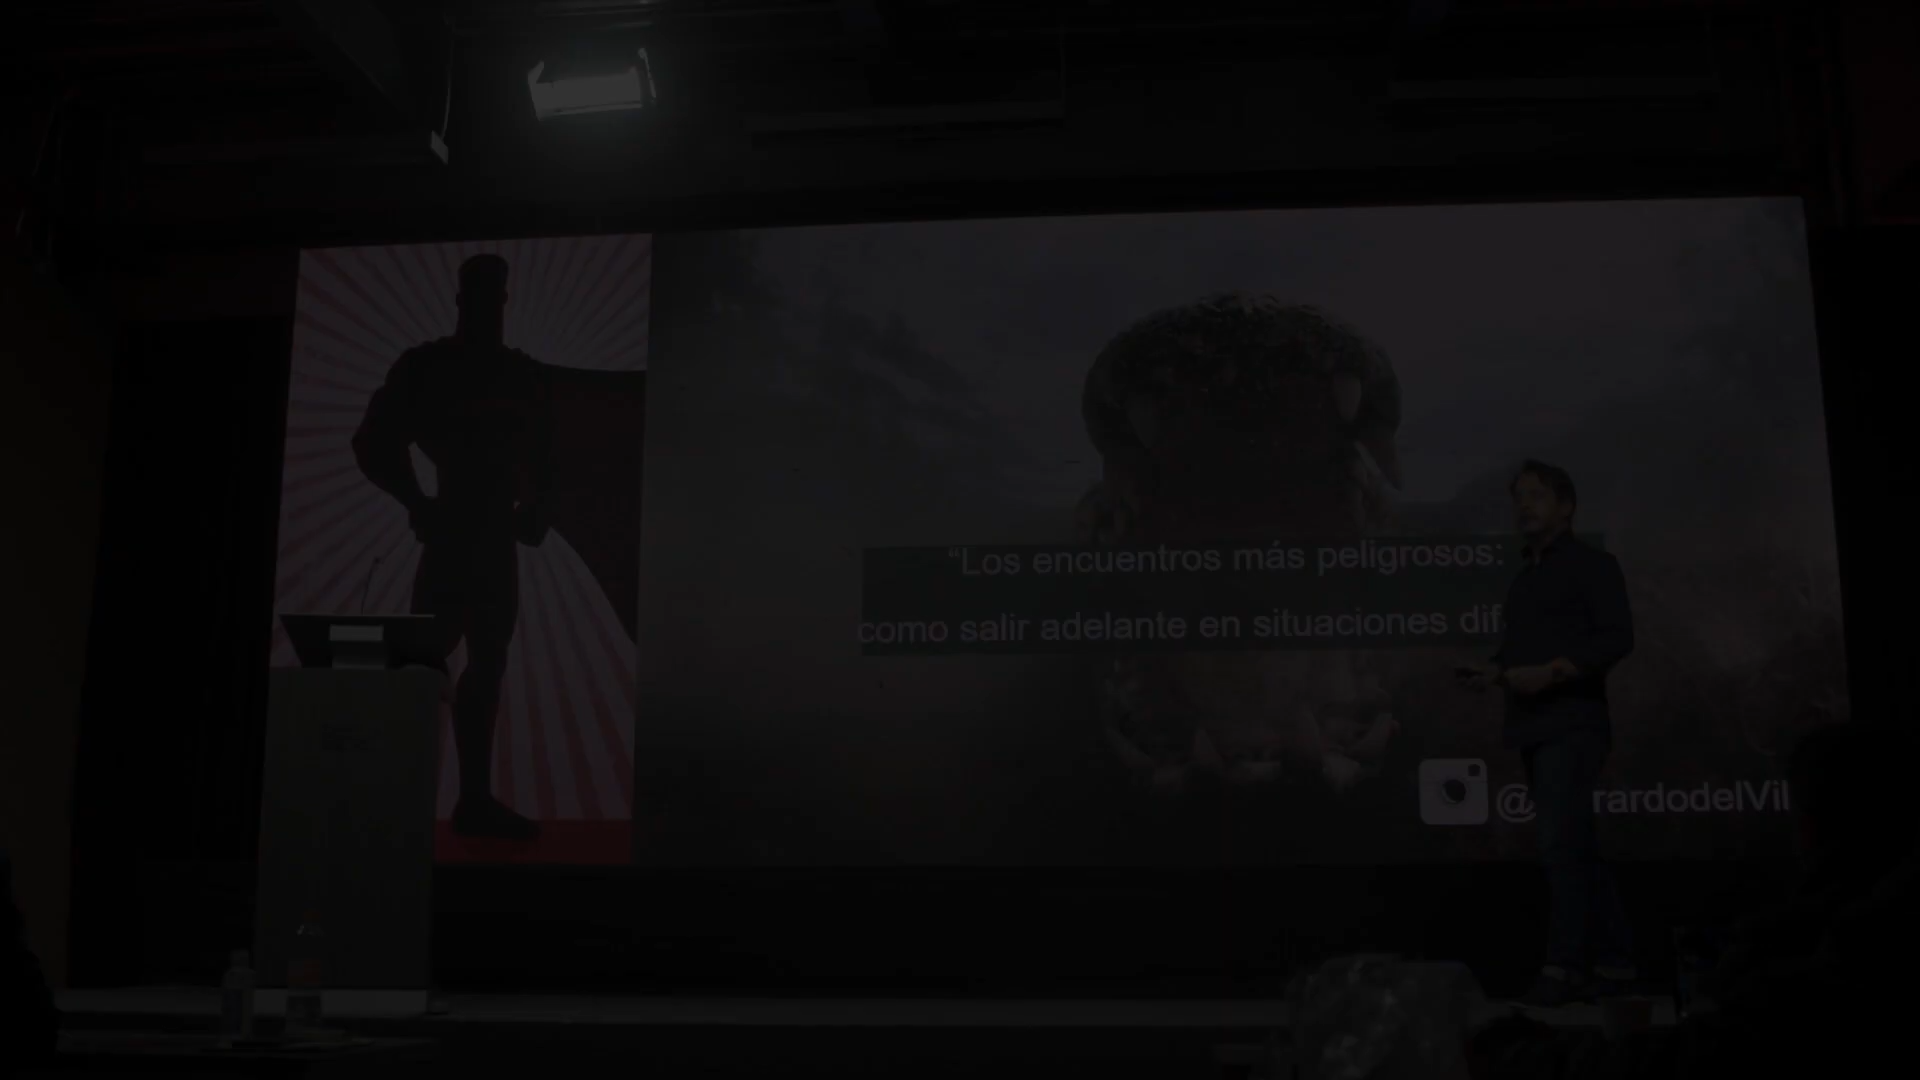 “Los encuentros más peligrosos:
como salir adelante en situaciones dif
@ rardodelVil